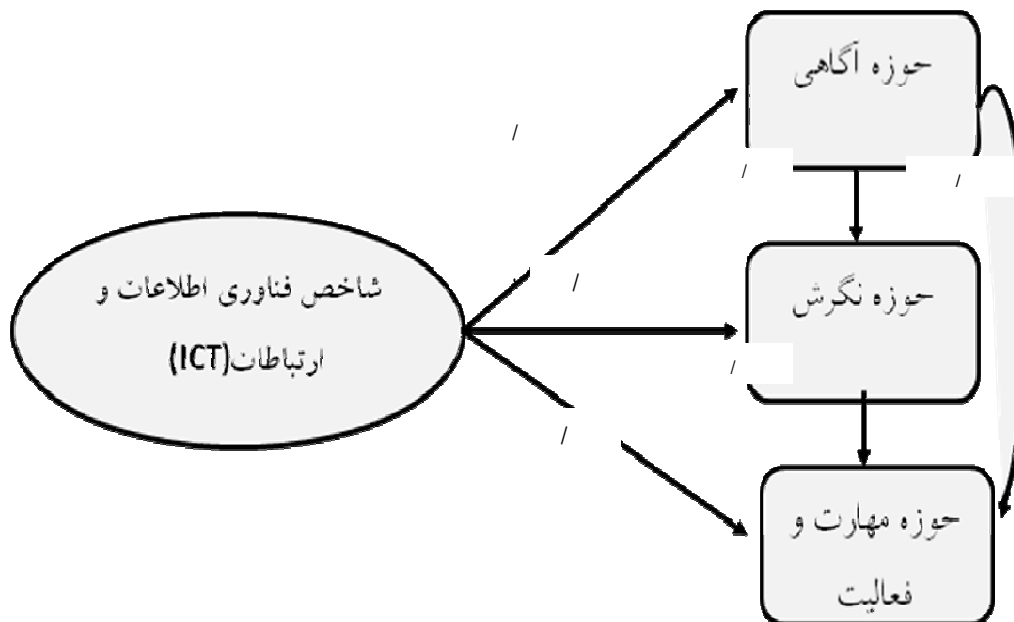 حوزه آگاهی
/
/
/
شاخص فناوری اطلاعات و
ارتباطات(ICT)
/
حوزه نگرش
/
/
حوزه مهارت و
فعالیت